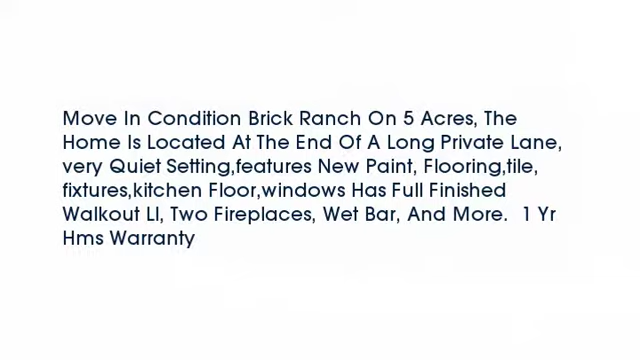 Move In Condition Brick Ranch On 5 Acres, The
Home Is Located At The End Of A Long Private Lane,
very Quiet Setting,features New Paint, Flooring,tile,
fixtures,kitchen Floor,windows Has Full Finished
Walkout Ll, Two Fireplaces, Wet Bar, And More.  1 Yr
Hms Warranty